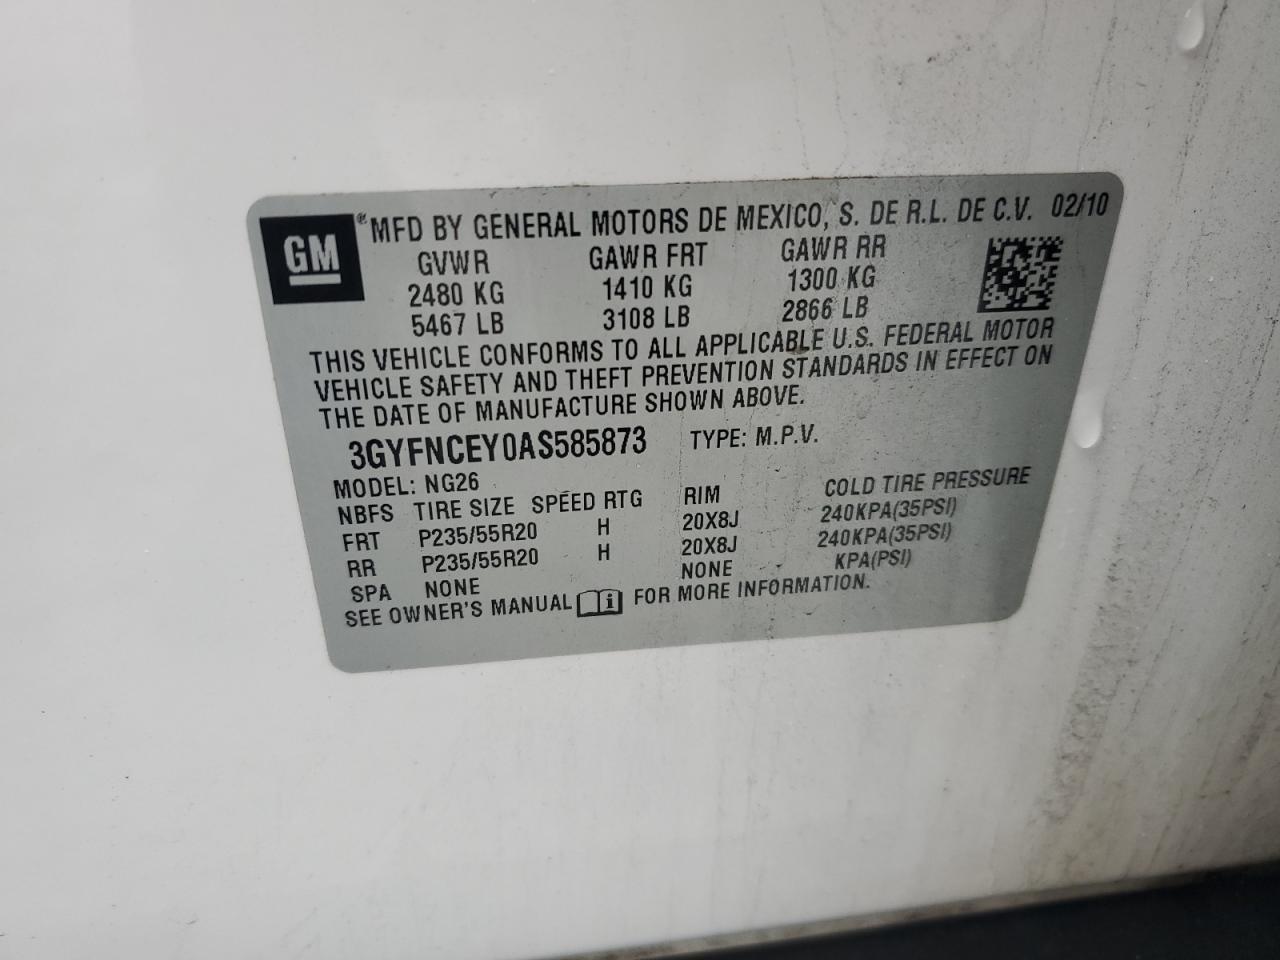 GM ® MFD BY GENERAL MOTORS DE MEXICO, S. DE R.L. DE C.V. 02/10
GVWR GAWR FRT GAWR RR
2480 KG 1410 KG 1300 KG
5467 LB 3108 LB 2866 LB
THIS VEHICLE CONFORMS TO ALL APPLICABLE U.S. FEDERAL MOTOR
VEHICLE SAFETY AND THEFT PREVENTION STANDARDS IN EFFECT ON
THE DATE OF MANUFACTURE SHOWN ABOVE.
3GYFNCEY0AS585873 TYPE: M.P.V.
MODEL: NG26
NBFS TIRE SIZE SPEED RTG RIM COLD TIRE PRESSURE
FRT P235/55R20 H 20X8J 240KPA(35PSI)
RR P235/55R20 H 20X8J 240KPA(35PSI)
SPA NONE NONE KPA(PSI)
SEE OWNER'S MANUAL i FOR MORE INFORMATION.